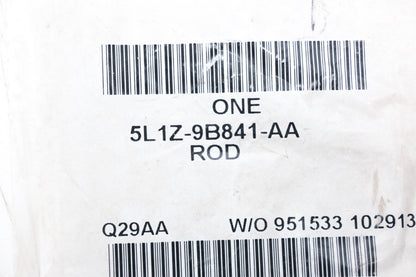 ONE
5L1Z-9B841-AA
ROD
Q29AA W/O 951533 102913